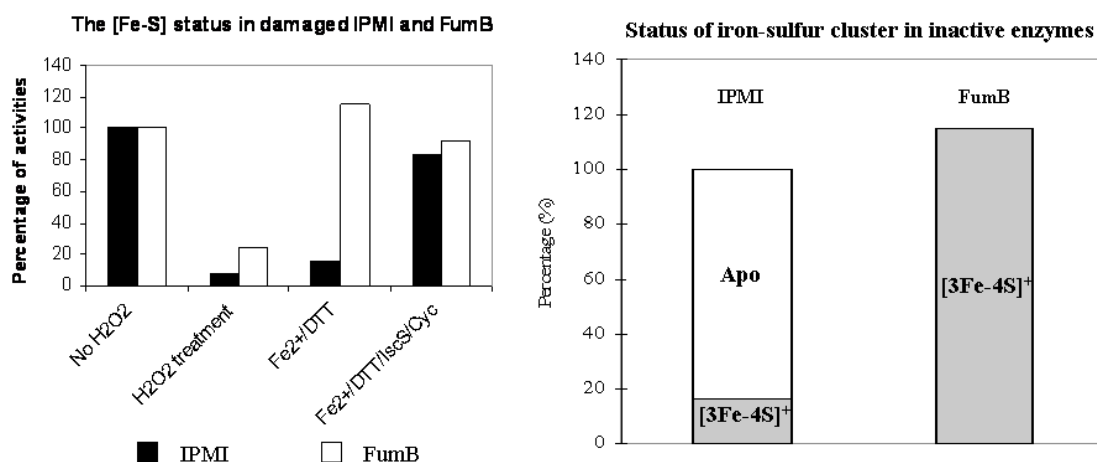 The [Fe-S] status in damaged IPMI and FumB
Percentage of activities
140
120
100
80
60
40
20
0
No H2O2
H2O2 treatment
Fe2+/DTT
Fe2+/DTT/IscS/Cyc
IPMI
FumB
Status of iron-sulfur cluster in inactive enzymes
Percentage (%)
140
120
100
80
60
40
20
0
IPMI
FumB
Apo
[3Fe-4S]⁺
[3Fe-4S]⁺